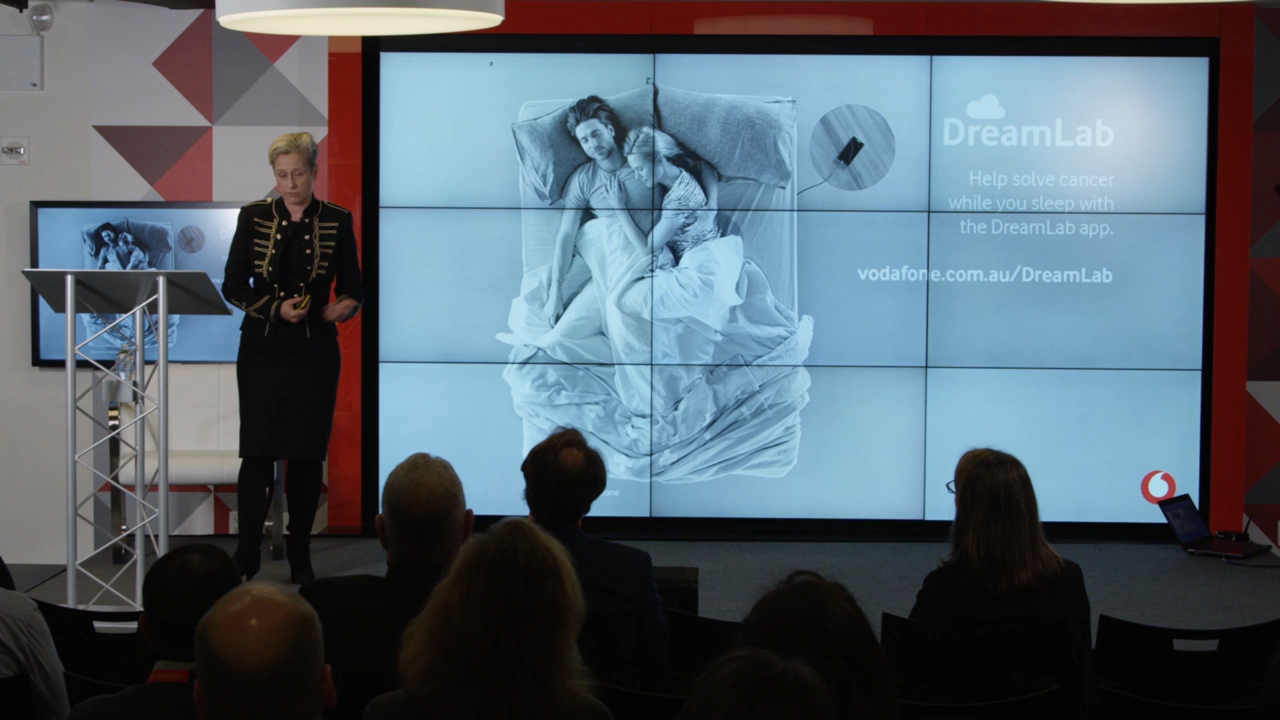 DreamLab
Help solve cancer
while you sleep with
the DreamLab app.
vodafone.com.au/DreamLab